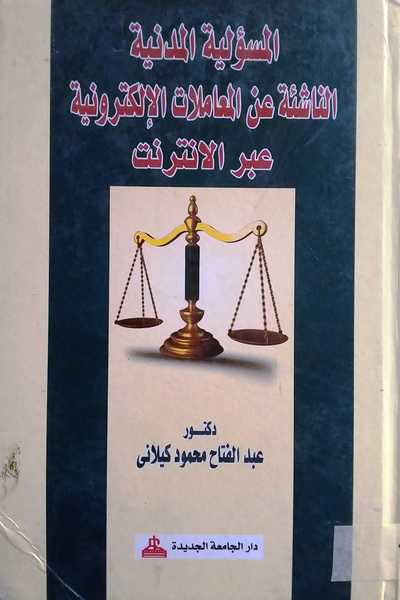 المسؤلية المدنية
الناشئة عن المعاملات الإلكترونية
عبر الانترنت
دكتور
عبد الفتاح محمود كيلانى
دار الجامعة الجديدة